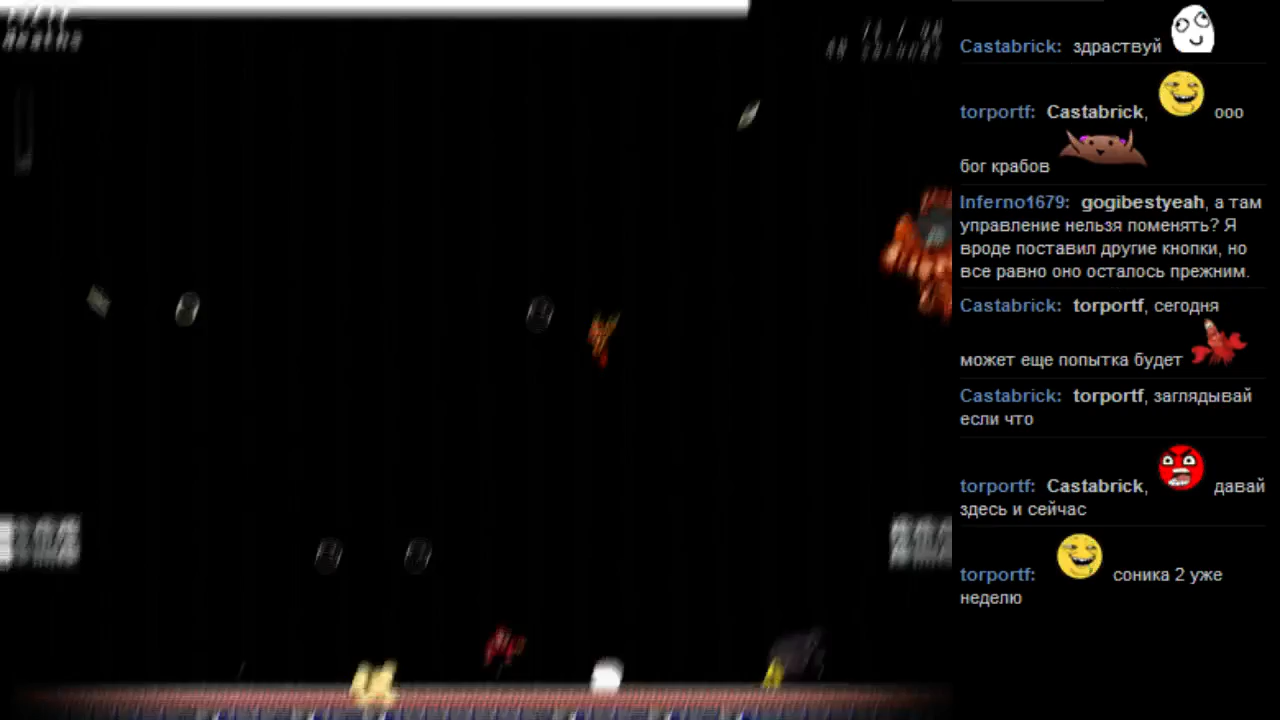 Castabrick: здраствуй
torportf: Castabrick, ооо
бог крабов
Inferno1679: gogibestyeah, а там
управление нельзя поменять? Я
вроде поставил другие кнопки, но
все равно оно осталось прежним.
Castabrick: torportf, сегодня
может еще попытка будет
Castabrick: torportf, заглядывай
если что
torportf: Castabrick, давай
здесь и сейчас
torportf: соника 2 уже
неделю